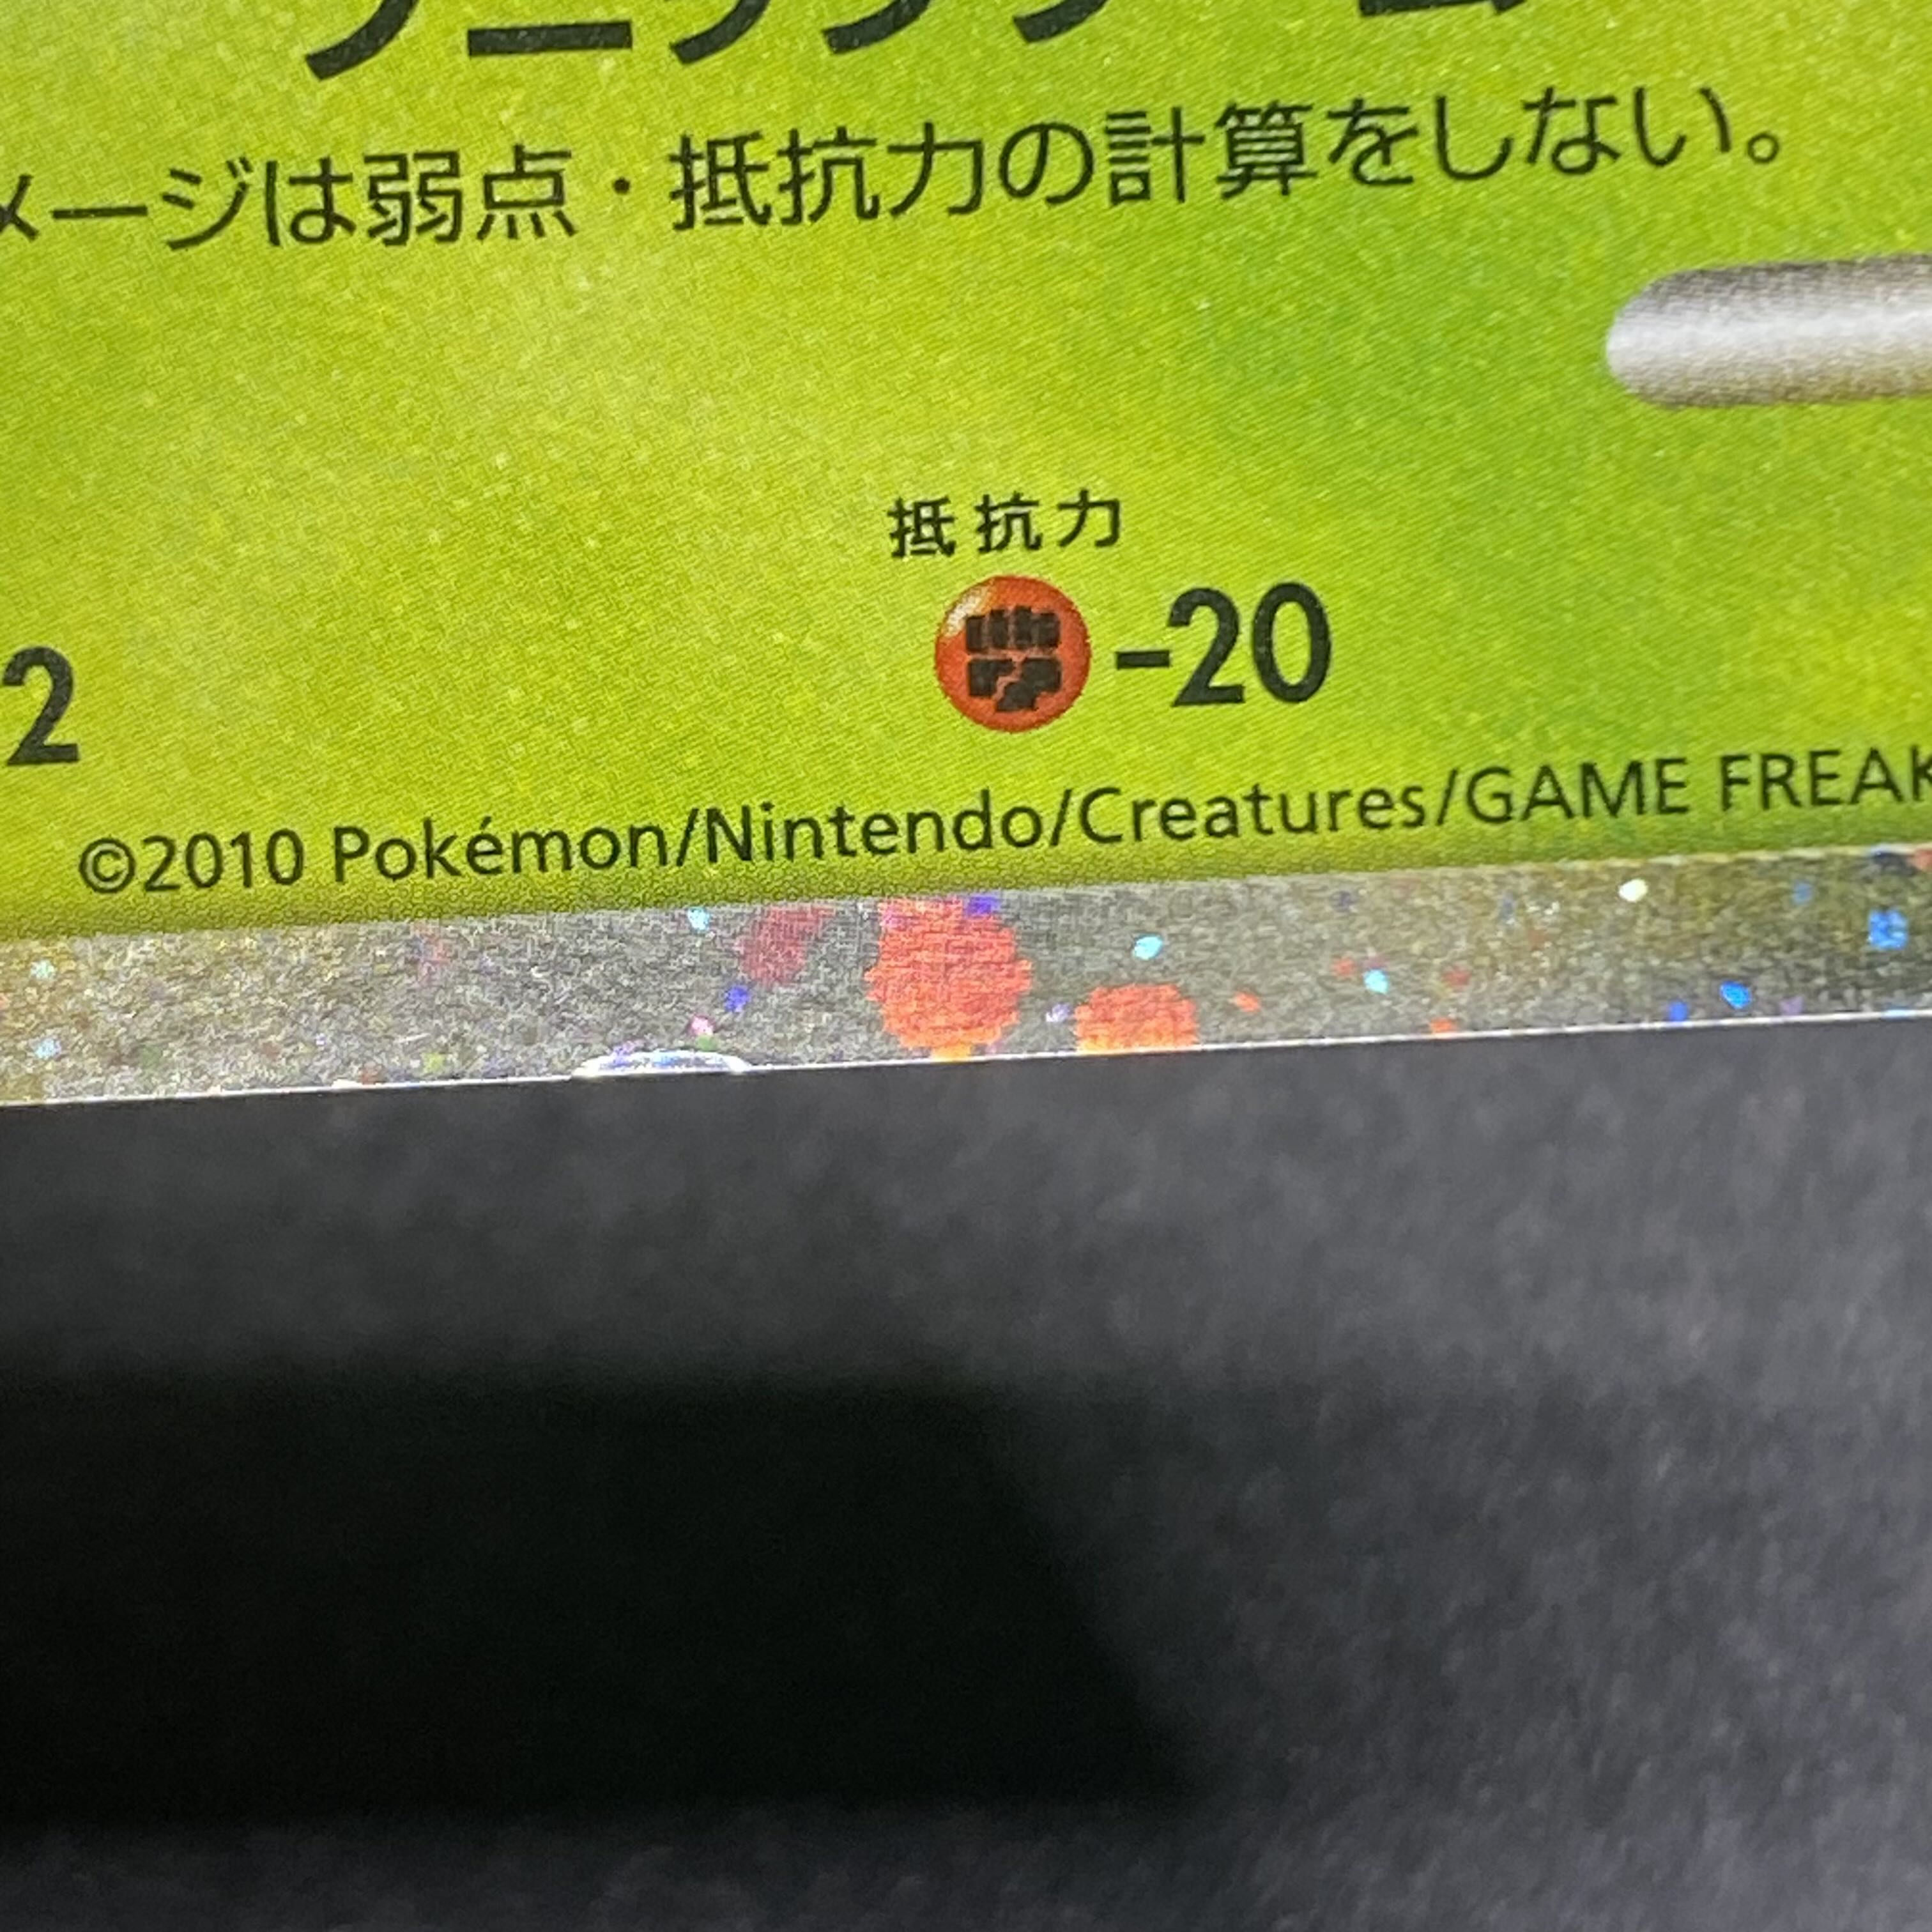 メージは弱点・抵抗力の計算をしない。
抵抗力
2 -20
©2010 Pokémon/Nintendo/Creatures/GAME FREAK